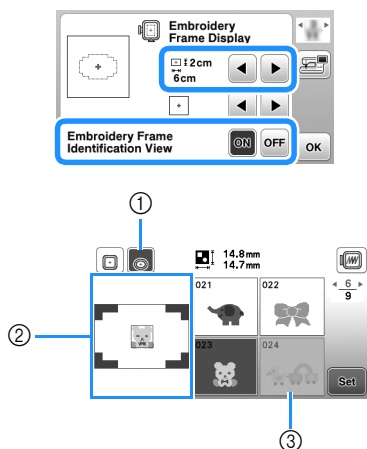 Embroidery
Frame Display
2cm
6cm
Embroidery Frame
Identification View
ON OFF
OK
①
14.8mm
14.7mm
021 022
6
9
②
023 024
Set
③